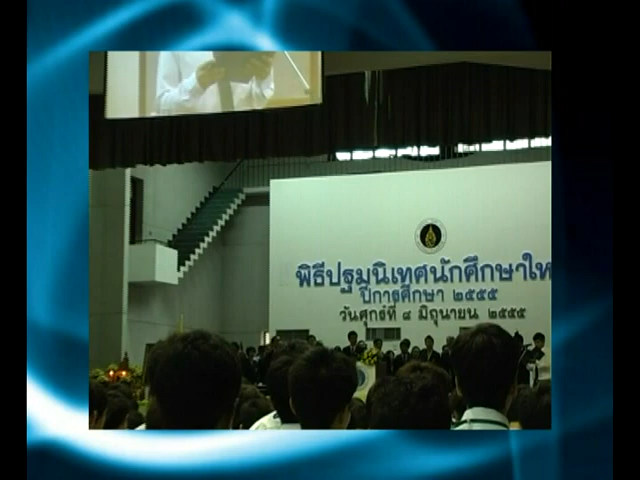 พิธีปฐมนิเทศนักศึกษาให
ปีการศึกษา ๒๕๕๕
วันศุกร์ที่ ๘ มิถุนายน ๒๕๕๕